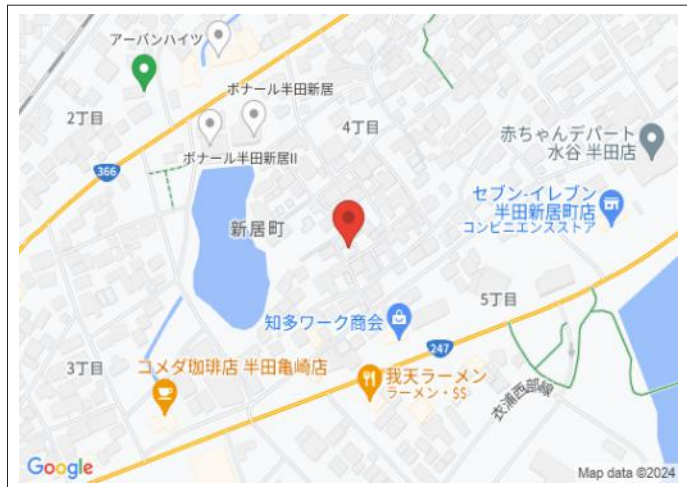 アーバンハイツ
ボナール半田新居
2丁目
4丁目
赤ちゃんデパート
水谷 半田店
ボナール半田新居II
366
セブン-イレブン
半田新居町店
コンビニエンスストア
新居町
5丁目
知多ワーク商会
247
3丁目
コメダ珈琲店 半田亀崎店
我天ラーメン
ラーメン・$$
衣浦西部線
Google
Map data ©2024